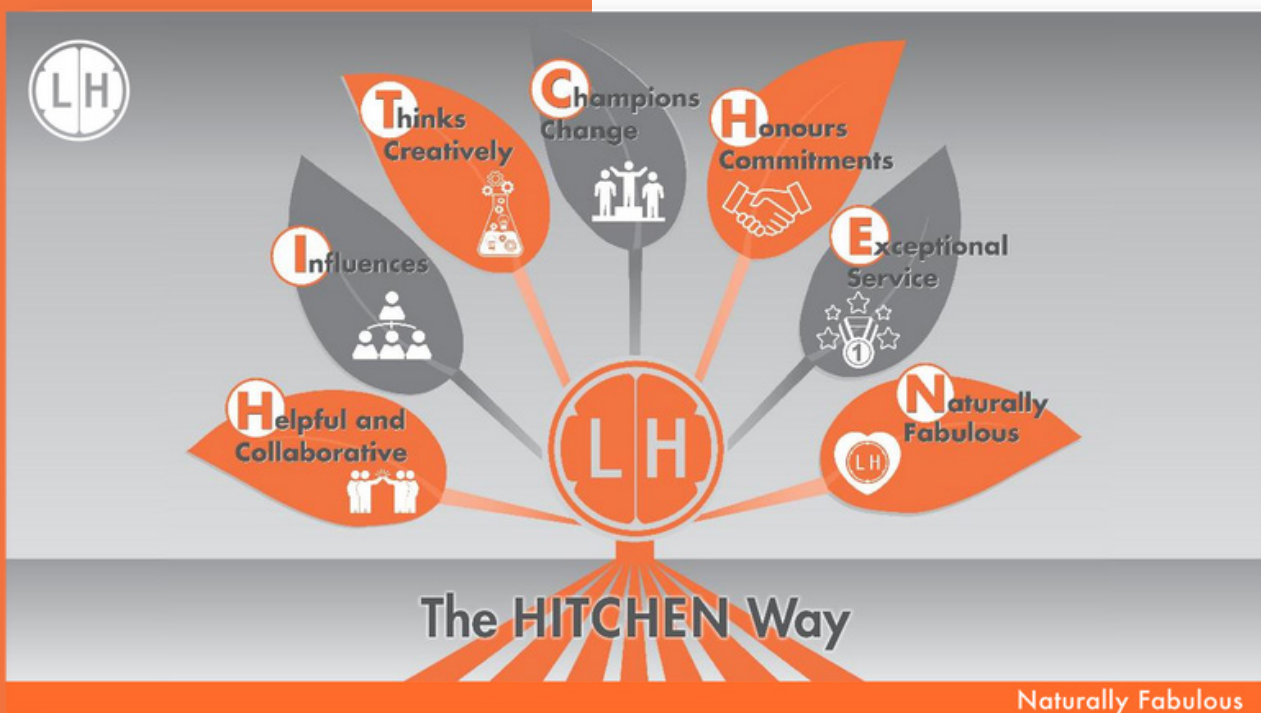 LH
Thinks
Creatively
Champions
Change
Honours
Commitments
Influences
Exceptional
Service
1
Helpful and
Collaborative
Naturally
Fabulous
LH
LH
The HITCHEN Way
Naturally Fabulous